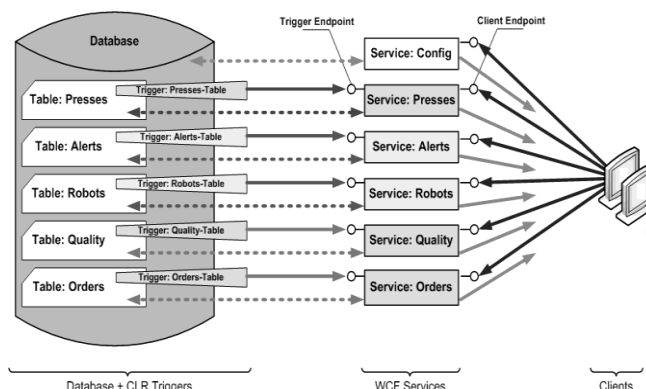 Database
Trigger Endpoint
Client Endpoint
Service: Config
Table: Presses
Trigger: Presses-Table
Service: Presses
Table: Alerts
Trigger: Alerts-Table
Service: Alerts
Table: Robots
Trigger: Robots-Table
Service: Robots
Table: Quality
Trigger: Quality-Table
Service: Quality
Table: Orders
Trigger: Orders-Table
Service: Orders
Database + CLR Triggers
WCF Services
Clients